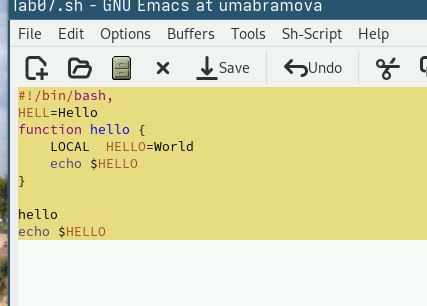 lab07.sh - GNU Emacs at umabramova
File Edit Options Buffers Tools Sh-Script Help
Save Undo
#!/bin/bash,
HELL=Hello
function hello {
    LOCAL  HELLO=World
    echo $HELLO
}

hello
echo $HELLO